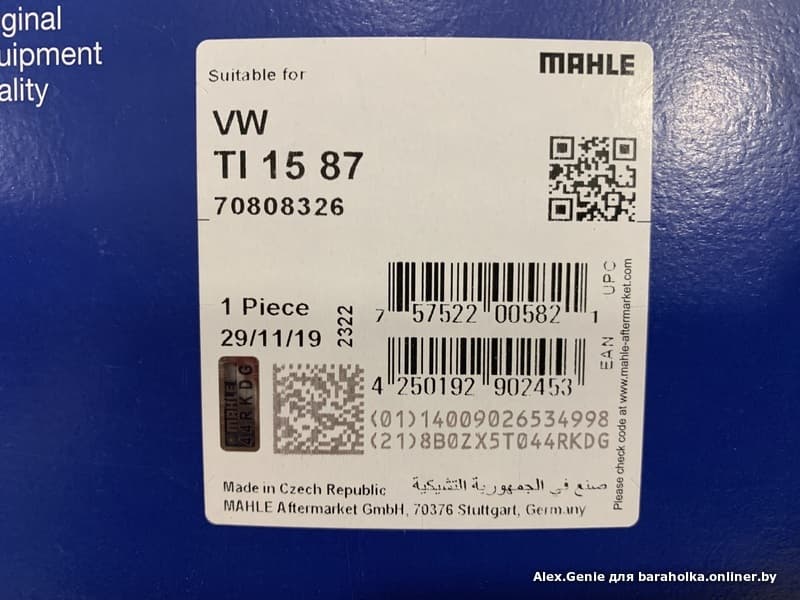 ginal
uipment
ality
Suitable for
MAHLE
VW
TI 15 87
70808326
1 Piece
29/11/19
2322
UPC
7 57522 00582 1
EAN
4 250192 902453
MAHLE
44RKDG
(01)14009026534998
(21)8B0ZX5T044RKDG
Please check code at www.mahle-aftermarket.com
Made in Czech Republic صنع في الجمهورية التشيكية
MAHLE Aftermarket GmbH, 70376 Stuttgart, Germany
Alex.Genle для baraholka.onliner.by